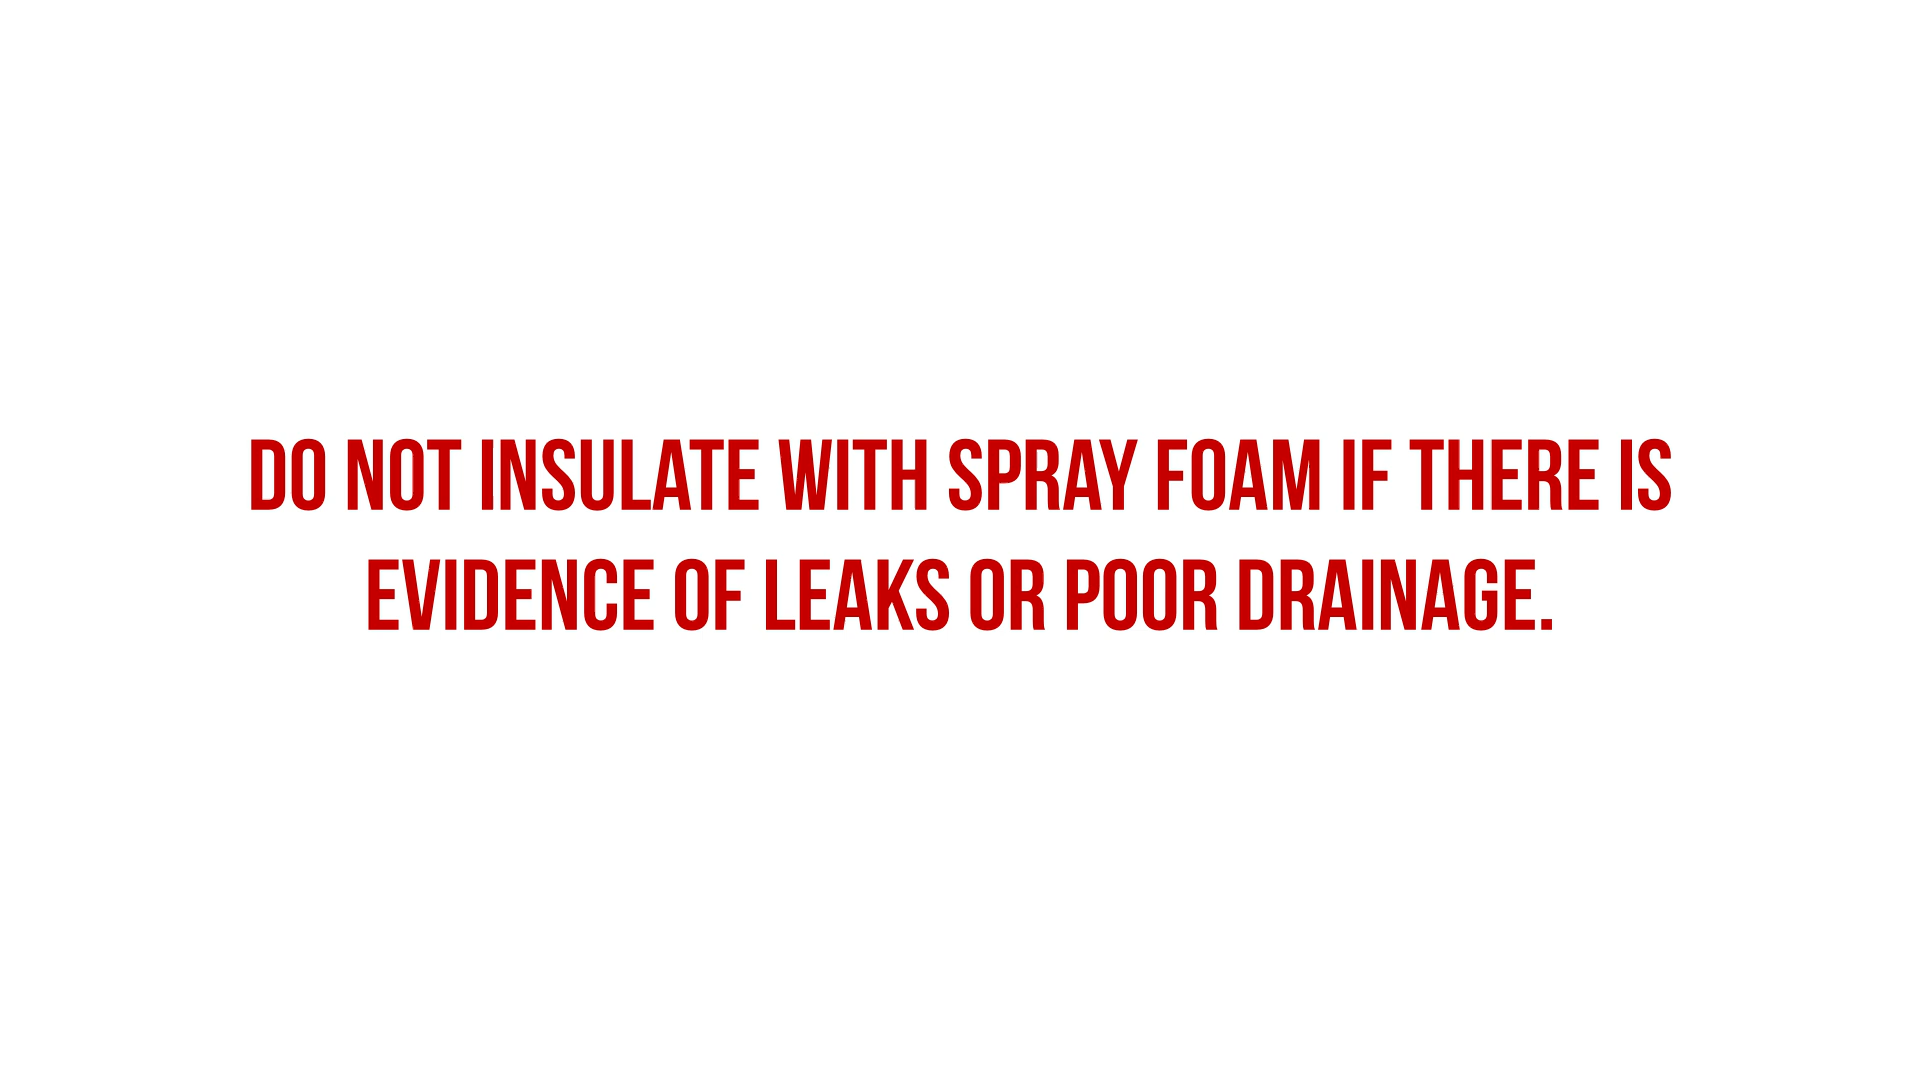 DO NOT INSULATE WITH SPRAY FOAM IF THERE IS
EVIDENCE OF LEAKS OR POOR DRAINAGE.